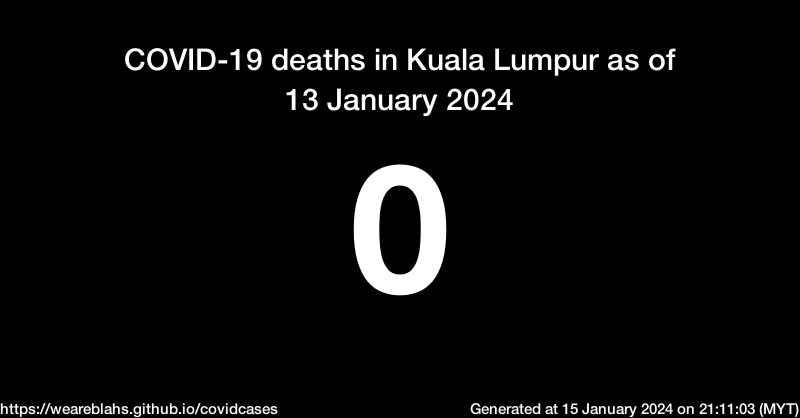 COVID-19 deaths in Kuala Lumpur as of
13 January 2024
0
https://weareblahs.github.io/covidcases
Generated at 15 January 2024 on 21:11:03 (MYT)